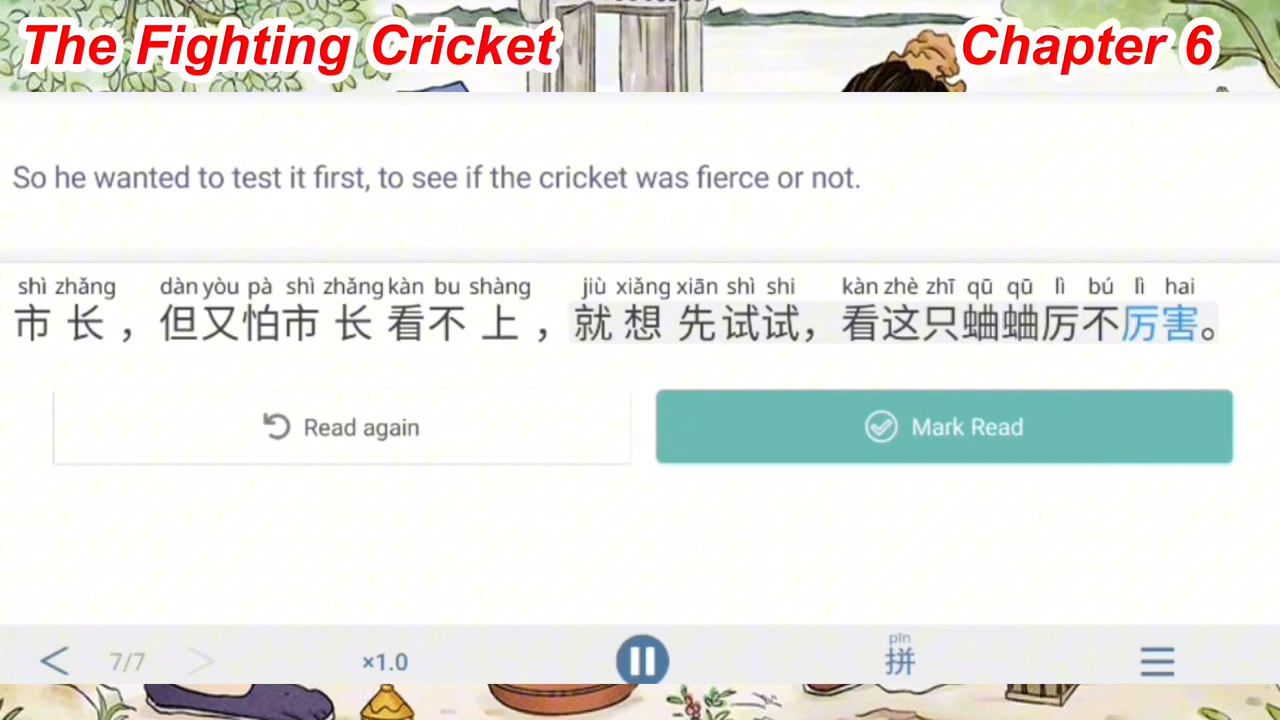 The Fighting Cricket
Chapter 6
So he wanted to test it first, to see if the cricket was fierce or not.
shì zhǎng dàn yòu pà shì zhǎng kàn bu shàng jiù xiǎng xiān shì shi kàn zhè zhī qū qū lì bú lì hai
市长，但又怕市长看不上，就想先试试，看这只蛐蛐厉不厉害。
Read again
Mark Read
7/7
×1.0
pīn
拼